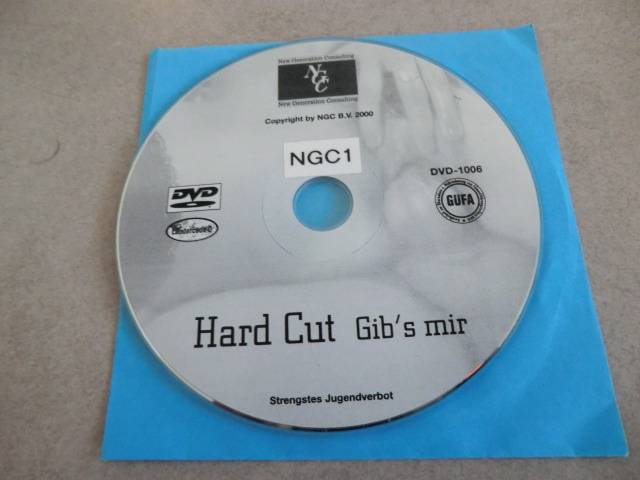 New Generation Consulting
NGC
New Generation Consulting
Copyright by NGC B.V. 2000
NGC1
DVD-1006
DVD
VIDEO
GUFA
Hard Cut Gib's mir
Strengstes Jugendverbot